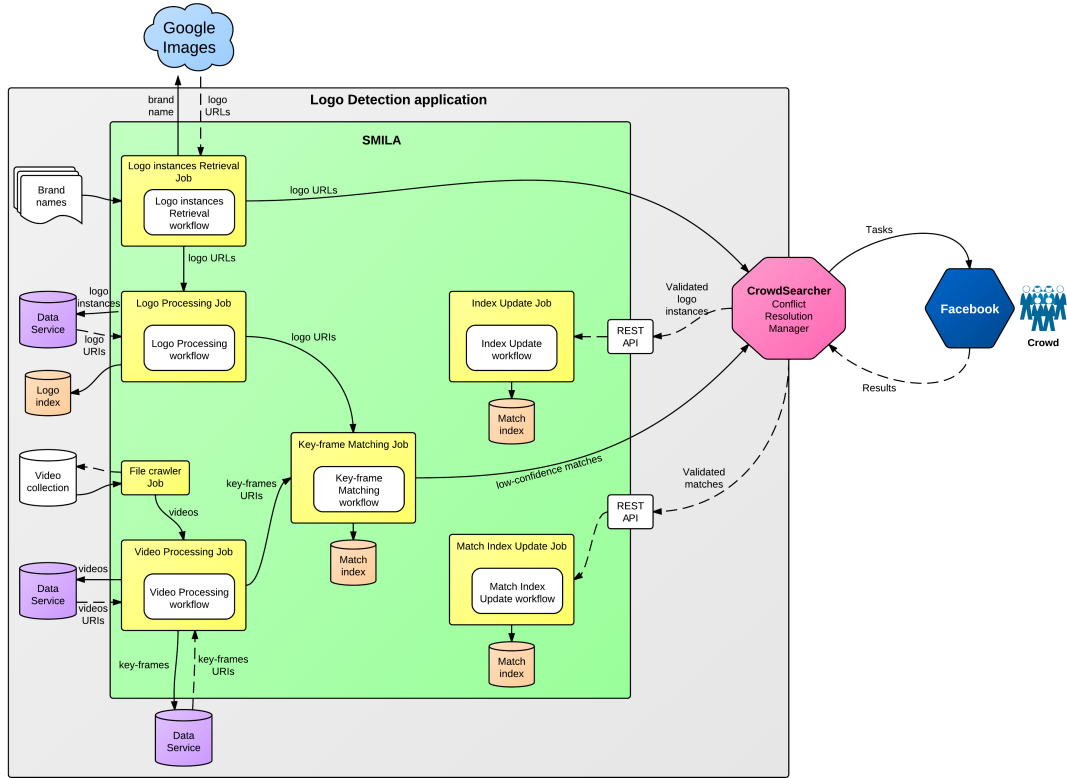 Google
Images
brand
name
logo
URLs
Logo Detection application
SMILA
Logo instances Retrieval
Job
Logo instances
Retrieval
workflow
Brand
names
logo URLs
logo URLs
Tasks
logo
instances
Data
Service
logo
URIs
Logo Processing Job
Logo Processing
workflow
logo URIs
Index Update Job
Index Update
workflow
REST
API
Validated
logo
instances
CrowdSearcher
Conflict
Resolution
Manager
Facebook
Crowd
Results
Logo
index
Match
index
Key-frame Matching Job
Key-frame
Matching
workflow
low-confidence matches
Video
collection
File crawler
Job
videos
key-frames
URIs
Validated
matches
REST
API
Match
index
Video Processing Job
Video Processing
workflow
videos
Data
Service
videos
URIs
Match Index Update Job
Match Index
Update workflow
Match
index
key-frames
key-frames
URIs
Data
Service